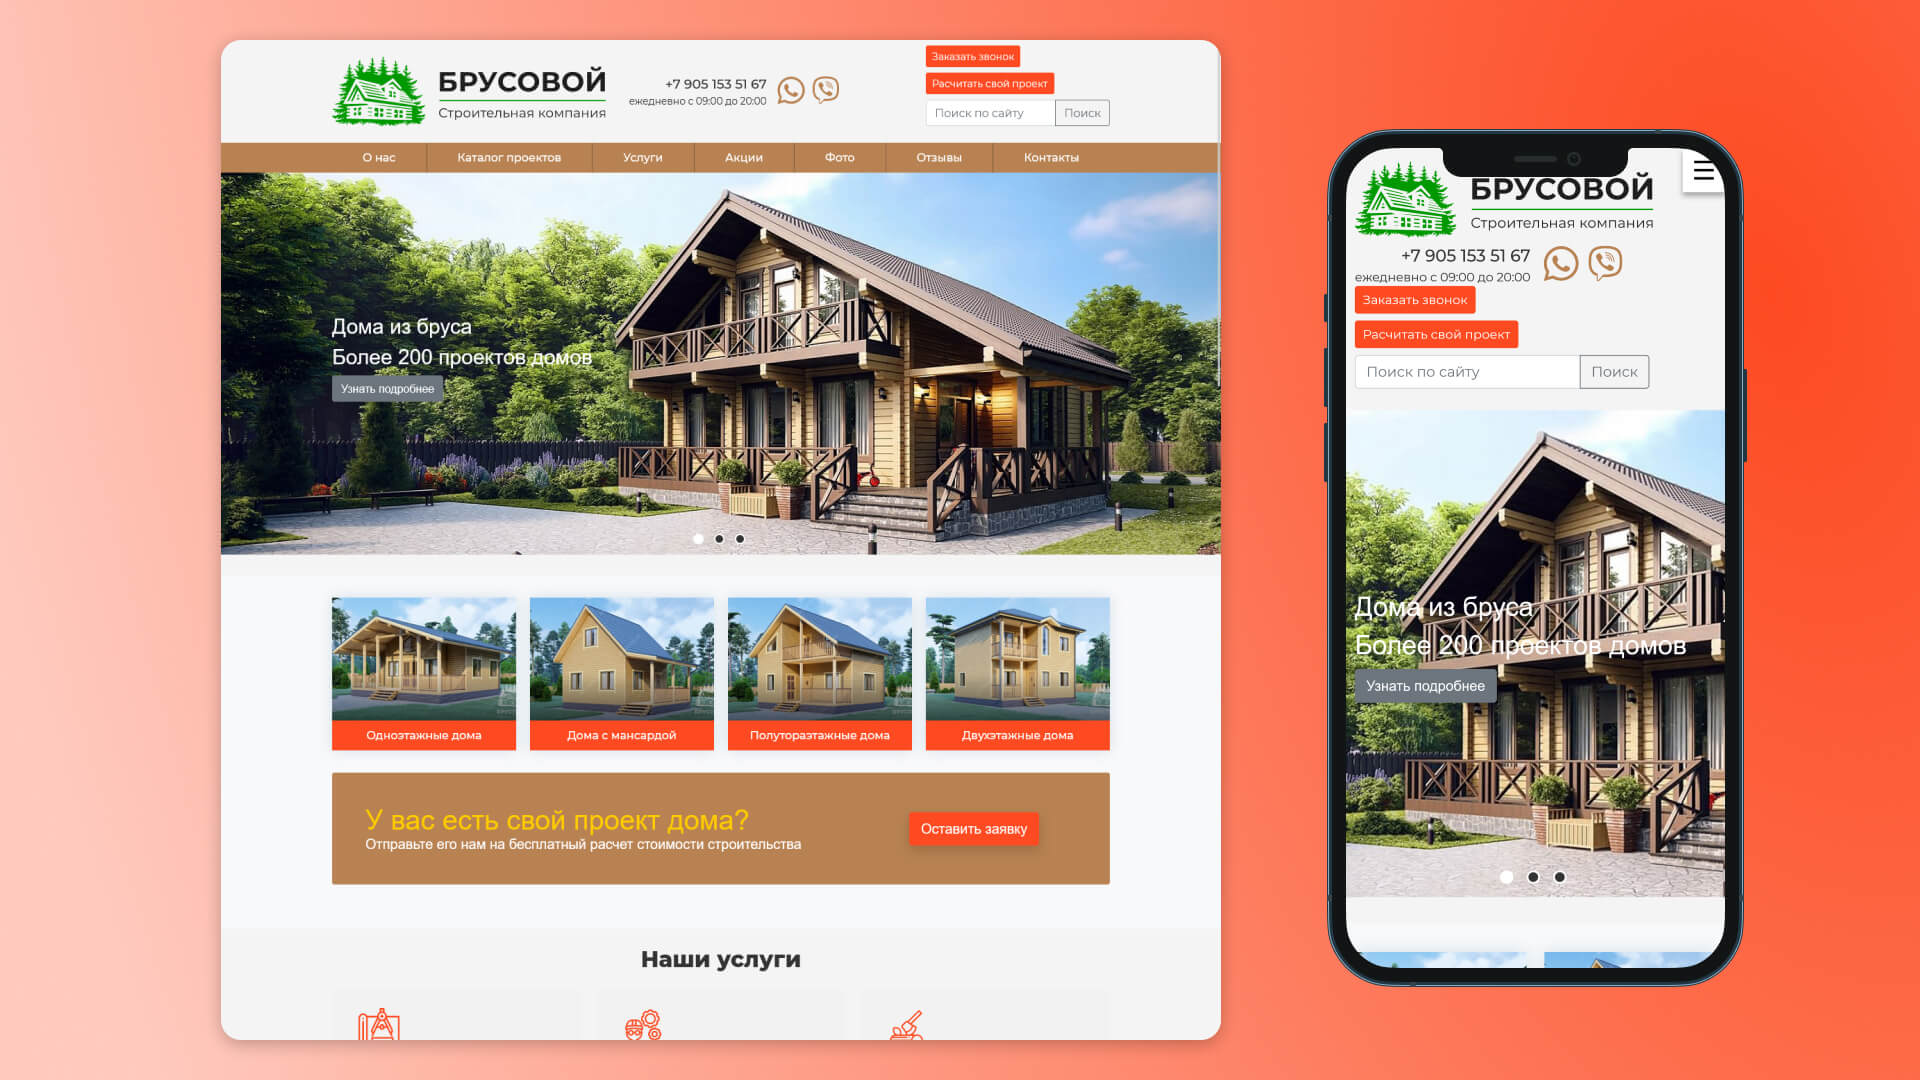 БРУСОВОЙ
Строительная компания
+7 905 153 51 67
ежедневно с 09:00 до 20:00
Заказать звонок
Расчитать свой проект
Поиск по сайту Поиск
О нас Каталог проектов Услуги Акции Фото Отзывы Контакты
Дома из бруса
Более 200 проектов домов
Узнать подробнее
Одноэтажные дома Дома с мансардой Полутораэтажные дома Двухэтажные дома
У вас есть свой проект дома?
Отправьте его нам на бесплатный расчет стоимости строительства
Оставить заявку
Наши услуги
БРУСОВОЙ
Строительная компания
+7 905 153 51 67
ежедневно с 09:00 до 20:00
Заказать звонок
Расчитать свой проект
Поиск по сайту Поиск
Дома из бруса
Более 200 проектов домов
Узнать подробнее